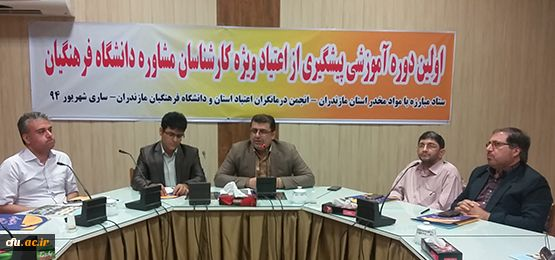 اولین دوره آموزشی پیشگیری از اعتیاد ویژه کارشناسان مشاوره دانشگاه فرهنگیان
ستاد مبارزه با مواد مخدر استان مازندران - انجمن درمانگران اعتیاد استان و دانشگاه فرهنگیان مازندران - ساری شهریور ۹۴
cfu.ac.ir